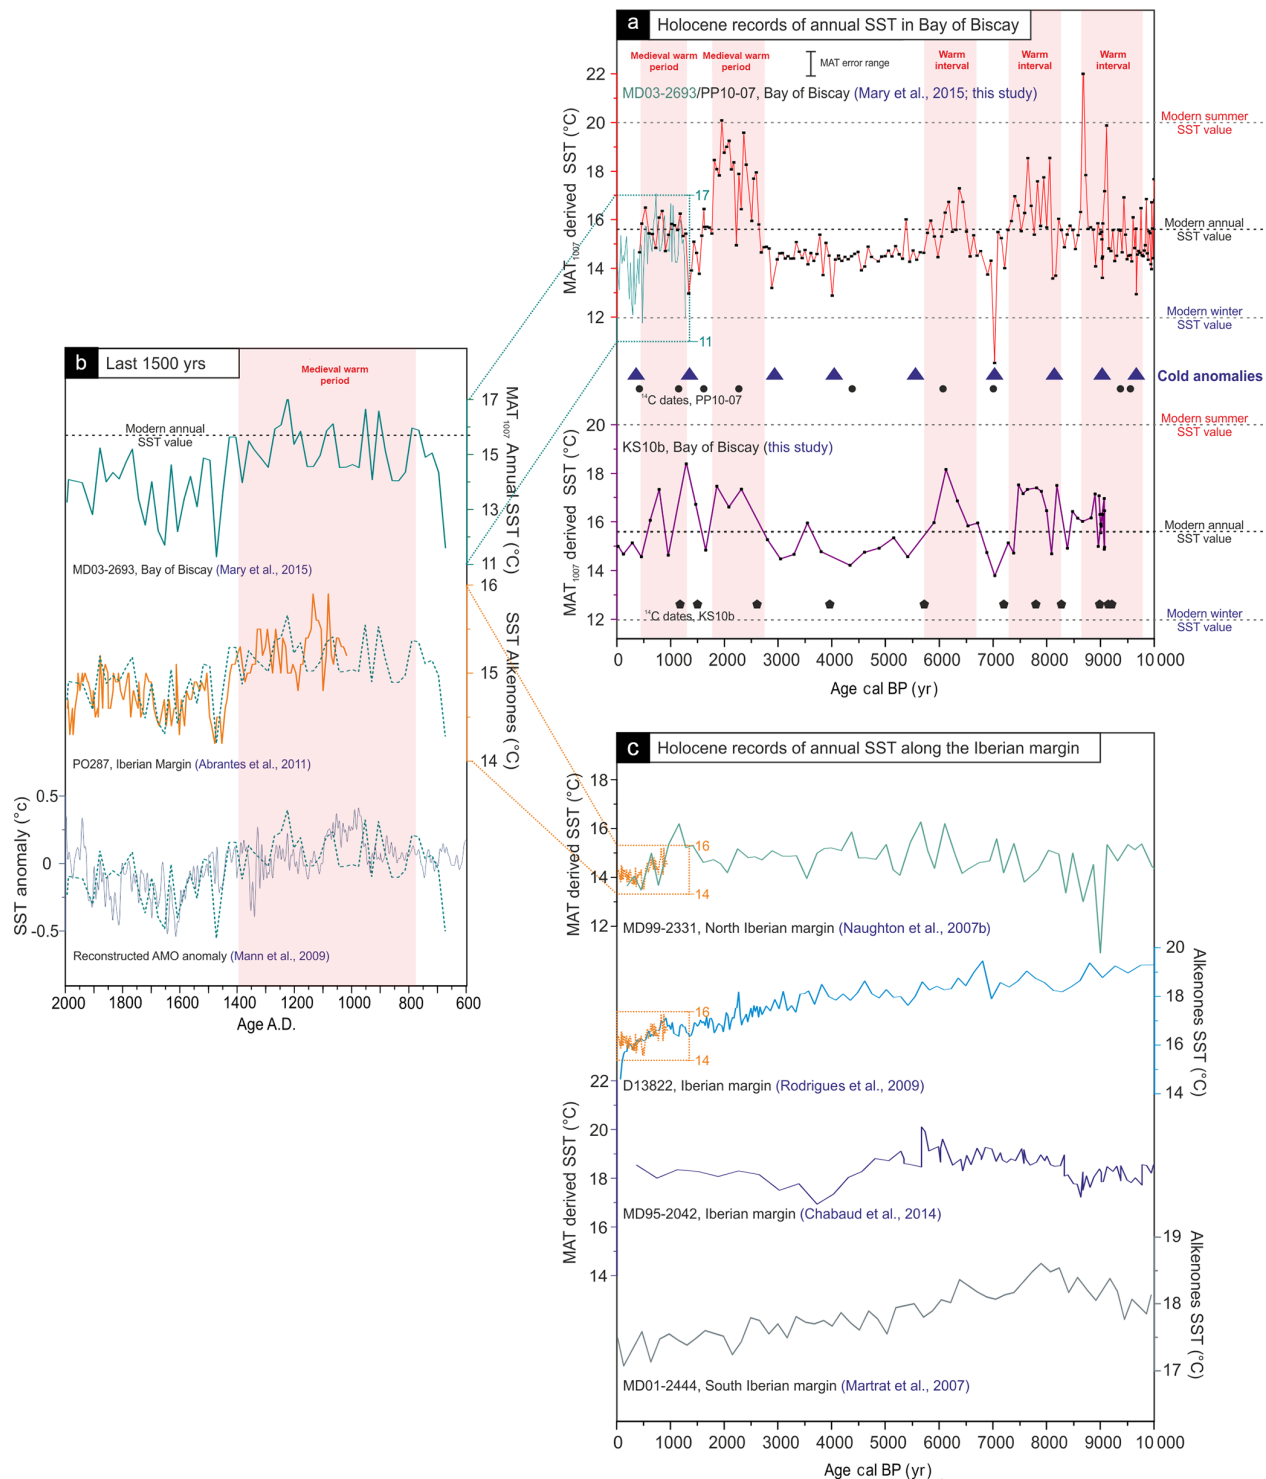 a Holocene records of annual SST in Bay of Biscay
Medieval warm
period
Medieval warm
period
MAT error range
Warm
interval
Warm
interval
Warm
interval
MD03-2693/PP10-07, Bay of Biscay (Mary et al., 2015; this study)
MAT1007 derived SST (°C)
22
20
18
16
14
12
17
11
Modern summer
SST value
Modern annual
SST value
Modern winter
SST value
Cold anomalies
14C dates, PP10-07
Modern summer
SST value
KS10b, Bay of Biscay (this study)
MAT1007 derived SST (°C)
20
18
16
14
12
Modern annual
SST value
14C dates, KS10b
Modern winter
SST value
0 1000 2000 3000 4000 5000 6000 7000 8000 9000 10 000
Age cal BP (yr)
b Last 1500 yrs
Medieval warm
period
Modern annual
SST value
17
15
13
11
MAT1007 Annual SST (°C)
MD03-2693, Bay of Biscay (Mary et al., 2015)
16
15
14
SST Alkenones (°C)
PO287, Iberian Margin (Abrantes et al., 2011)
SST anomaly (°c)
0.5
0
-0.5
Reconstructed AMO anomaly (Mann et al., 2009)
2000 1800 1600 1400 1200 1000 800 600
Age A.D.
c Holocene records of annual SST along the Iberian margin
MAT derived SST (°C)
18
16
14
12
16
14
MD99-2331, North Iberian margin (Naughton et al., 2007b)
20
18
16
14
Alkenones SST (°C)
16
14
D13822, Iberian margin (Rodrigues et al., 2009)
MAT derived SST (°C)
22
20
18
16
14
MD95-2042, Iberian margin (Chabaud et al., 2014)
19
18
17
Alkenones SST (°C)
MD01-2444, South Iberian margin (Martrat et al., 2007)
0 1000 2000 3000 4000 5000 6000 7000 8000 9000 10 000
Age cal BP (yr)